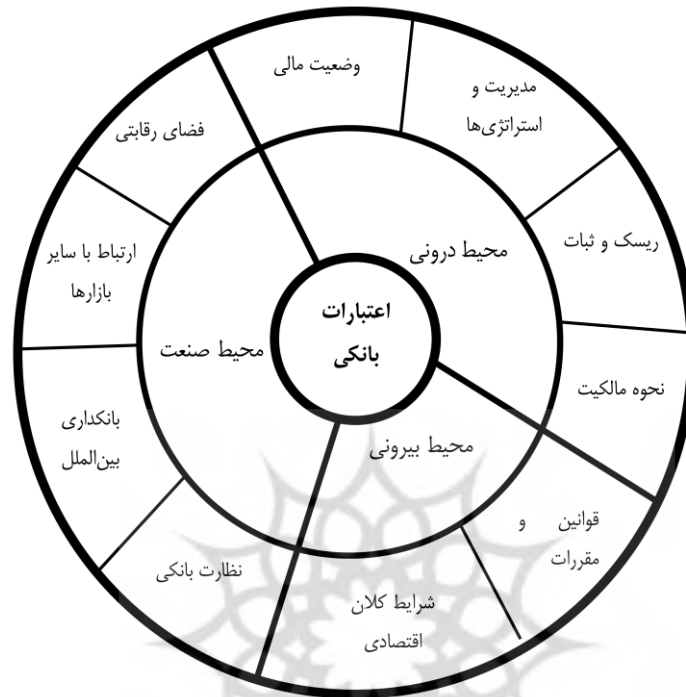 اعتبارات
بانکی
محیط درونی
محیط بیرونی
محیط صنعت
وضعیت مالی
مدیریت و
استراتژی‌ها
ریسک و ثبات
نحوه مالکیت
قوانین و
مقررات
شرایط کلان
اقتصادی
نظارت بانکی
بانکداری
بین‌الملل
ارتباط با سایر
بازارها
فضای رقابتی